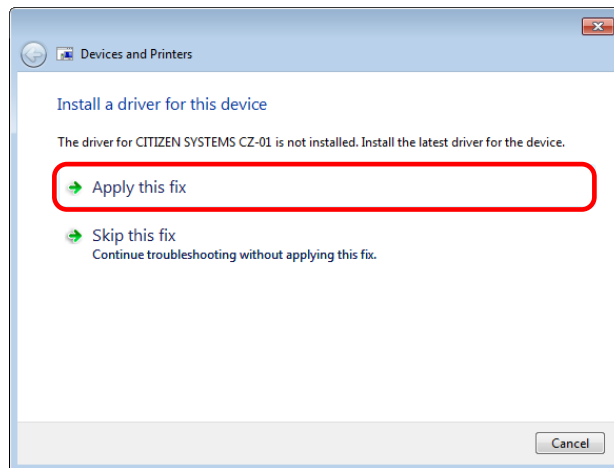 Devices and Printers
Install a driver for this device
The driver for CITIZEN SYSTEMS CZ-01 is not installed. Install the latest driver for the device.
Apply this fix
Skip this fix
Continue troubleshooting without applying this fix.
Cancel